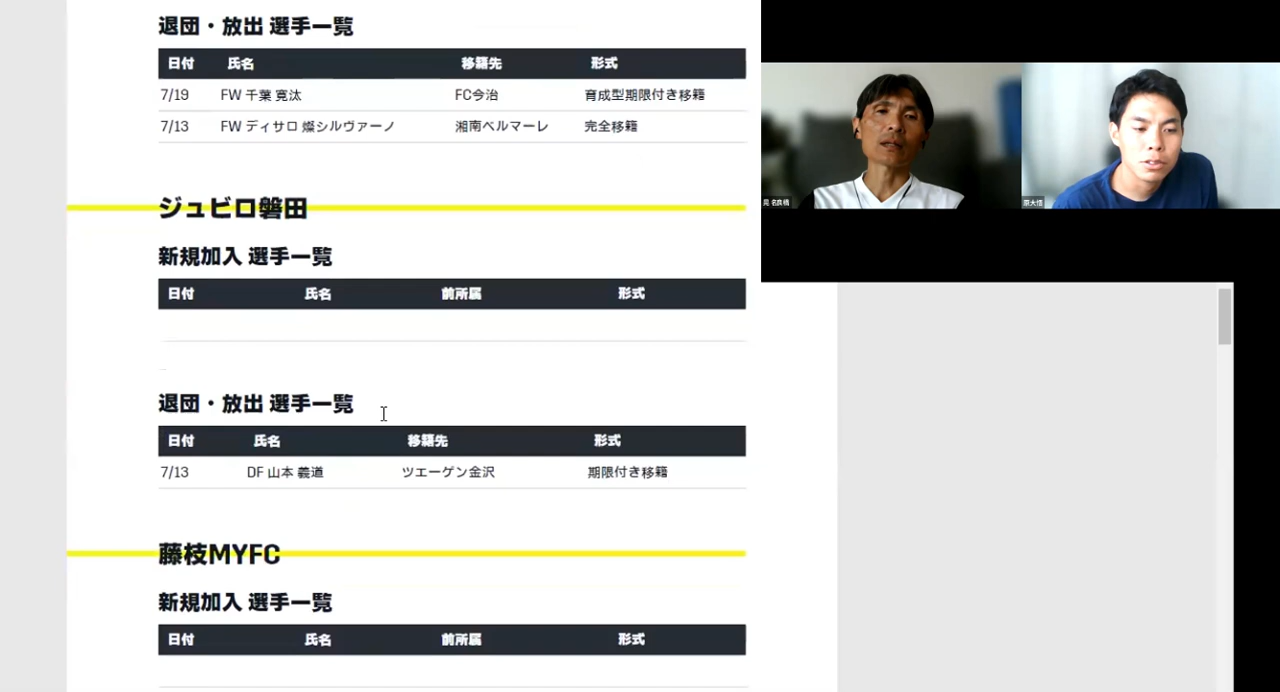 退団・放出 選手一覧
日付 氏名 移籍先 形式
7/19 FW 千葉 寛汰 FC今治 育成型期限付き移籍
7/13 FW ディサロ 燦シルヴァーノ 湘南ベルマーレ 完全移籍
ジュビロ磐田
新規加入 選手一覧
日付 氏名 前所属 形式
退団・放出 選手一覧
日付 氏名 移籍先 形式
7/13 DF 山本 義道 ツエーゲン金沢 期限付き移籍
藤枝MYFC
新規加入 選手一覧
日付 氏名 前所属 形式
晃 名良橋
原大悟